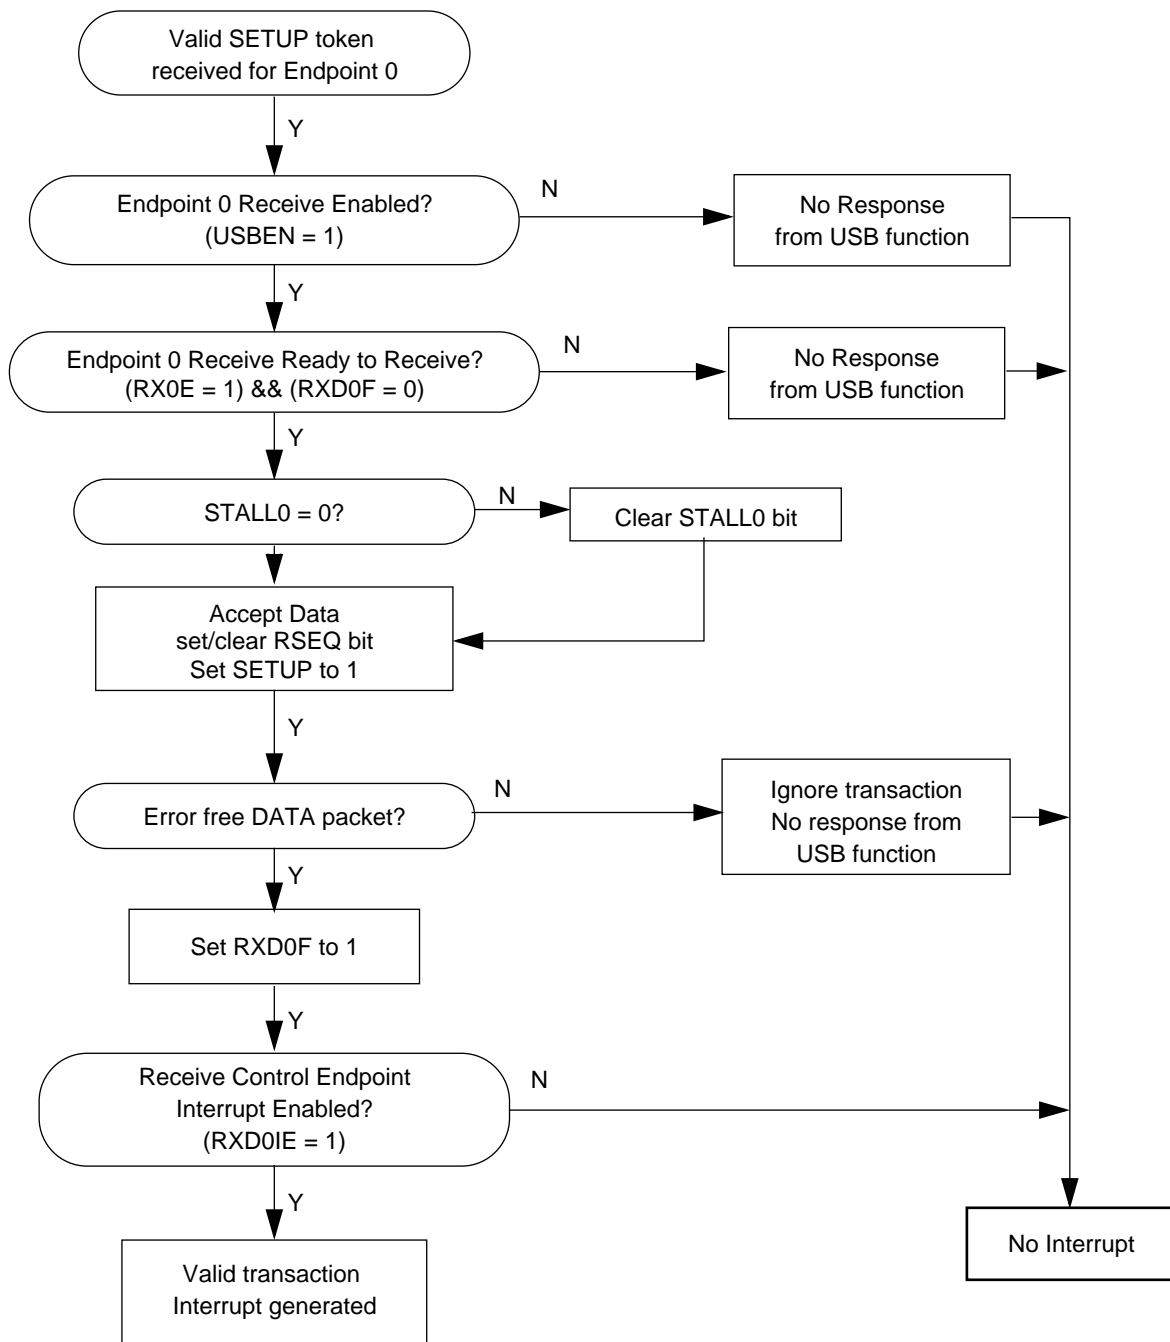 Valid SETUP token
received for Endpoint 0
Y
Endpoint 0 Receive Enabled?
(USBEN = 1)
N
No Response
from USB function
Y
Endpoint 0 Receive Ready to Receive?
(RX0E = 1) && (RXD0F = 0)
N
No Response
from USB function
Y
STALL0 = 0?
N
Clear STALL0 bit
Accept Data
set/clear RSEQ bit
Set SETUP to 1
Y
Error free DATA packet?
N
Ignore transaction
No response from
USB function
Y
Set RXD0F to 1
Y
Receive Control Endpoint
Interrupt Enabled?
(RXD0IE = 1)
N
Y
Valid transaction
Interrupt generated
No Interrupt